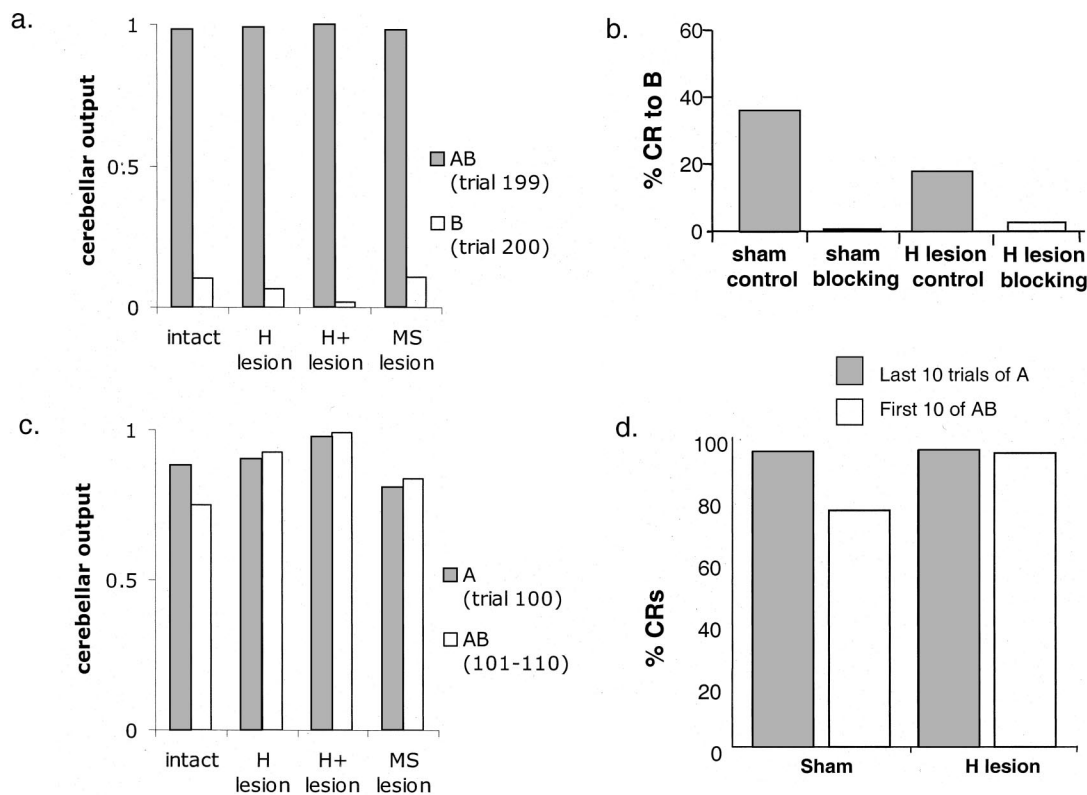 a.
cerebellar output
1
0.5
0
intact
H
lesion
H+
lesion
MS
lesion
AB
(trial 199)
B
(trial 200)
b.
% CR to B
60
40
20
0
sham
control
sham
blocking
H lesion
control
H lesion
blocking
c.
cerebellar output
1
0.5
0
intact
H
lesion
H+
lesion
MS
lesion
A
(trial 100)
AB
(101-110)
d.
Last 10 trials of A
First 10 of AB
% CRs
100
80
60
40
20
0
Sham
H lesion